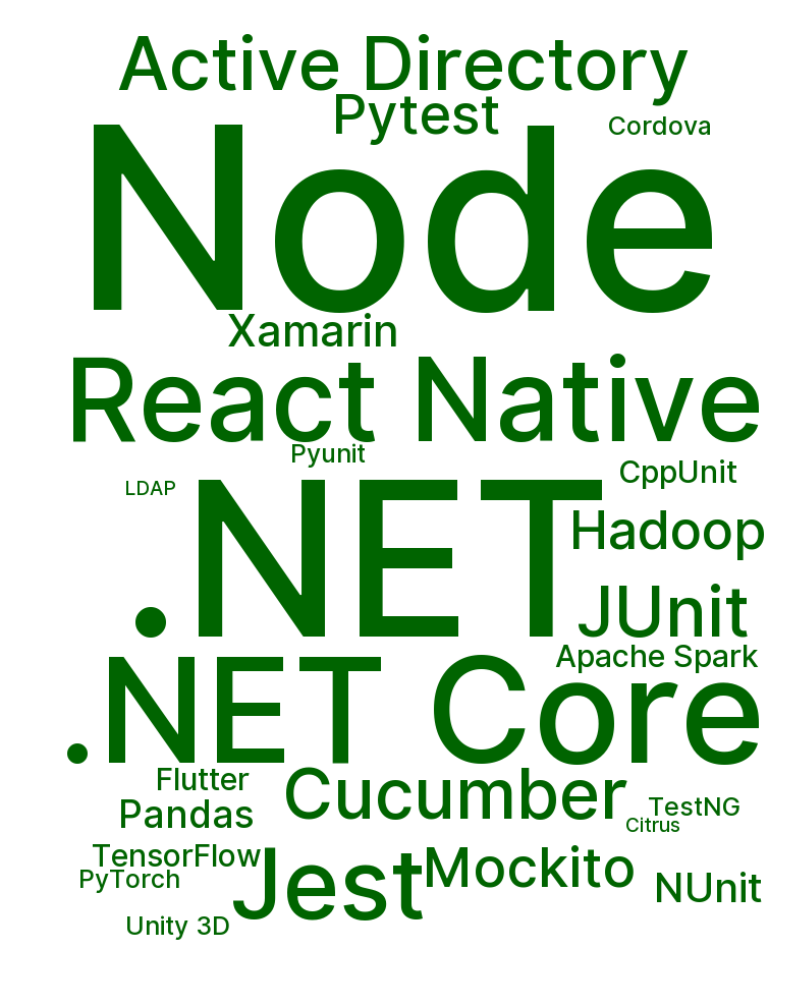 Active Directory
Pytest
Cordova
Node
Xamarin
React Native
Pyunit
CppUnit
LDAP
.NET
Hadoop
JUnit
Apache Spark
.NET Core
Flutter
Cucumber
Pandas
TestNG
Citrus
TensorFlow
Jest
Mockito
PyTorch
NUnit
Unity 3D